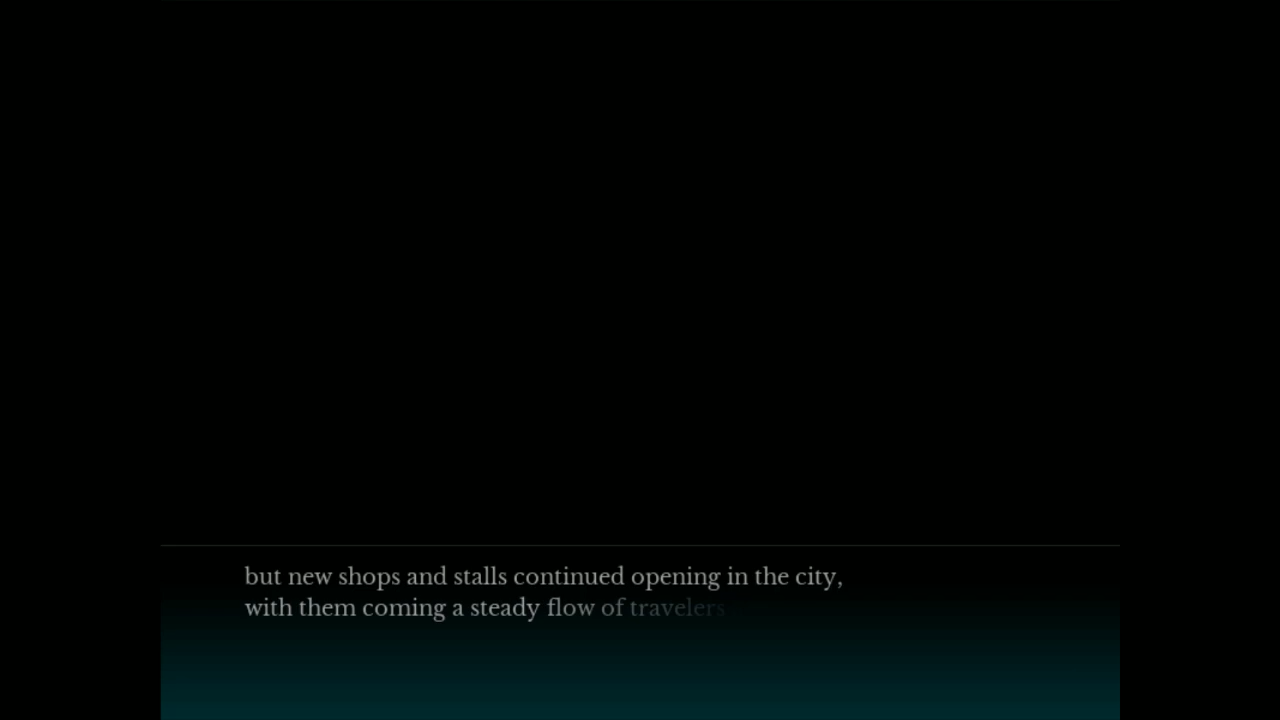 but new shops and stalls continued opening in the city,
with them coming a steady flow of travelers